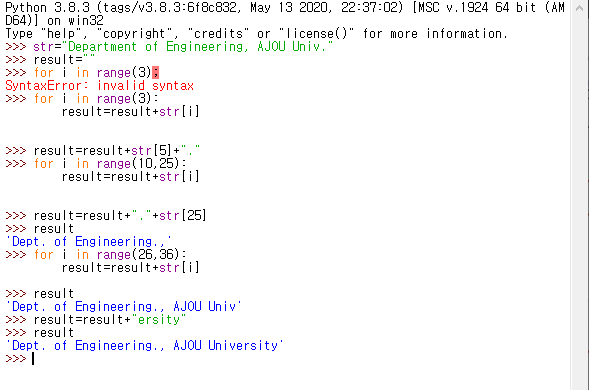 Python 3.8.3 (tags/v3.8.3:6f8c832, May 13 2020, 22:37:02) [MSC v.1924 64 bit (AM
D64)] on win32
Type "help", "copyright", "credits" or "license()" for more information.
>>> str="Department of Engineering, AJOU Univ."
>>> result=""
>>> for i in range(3);
SyntaxError: invalid syntax
>>> for i in range(3):
        result=result+str[i]
>>> result=result+str[5]+"."
>>> for i in range(10,25):
        result=result+str[i]
>>> result=result+"."+str[25]
>>> result
'Dept. of Engineering.,'
>>> for i in range(26,36):
        result=result+str[i]
>>> result
'Dept. of Engineering., AJOU Univ'
>>> result=result+"ersity"
>>> result
'Dept. of Engineering., AJOU University'
>>>